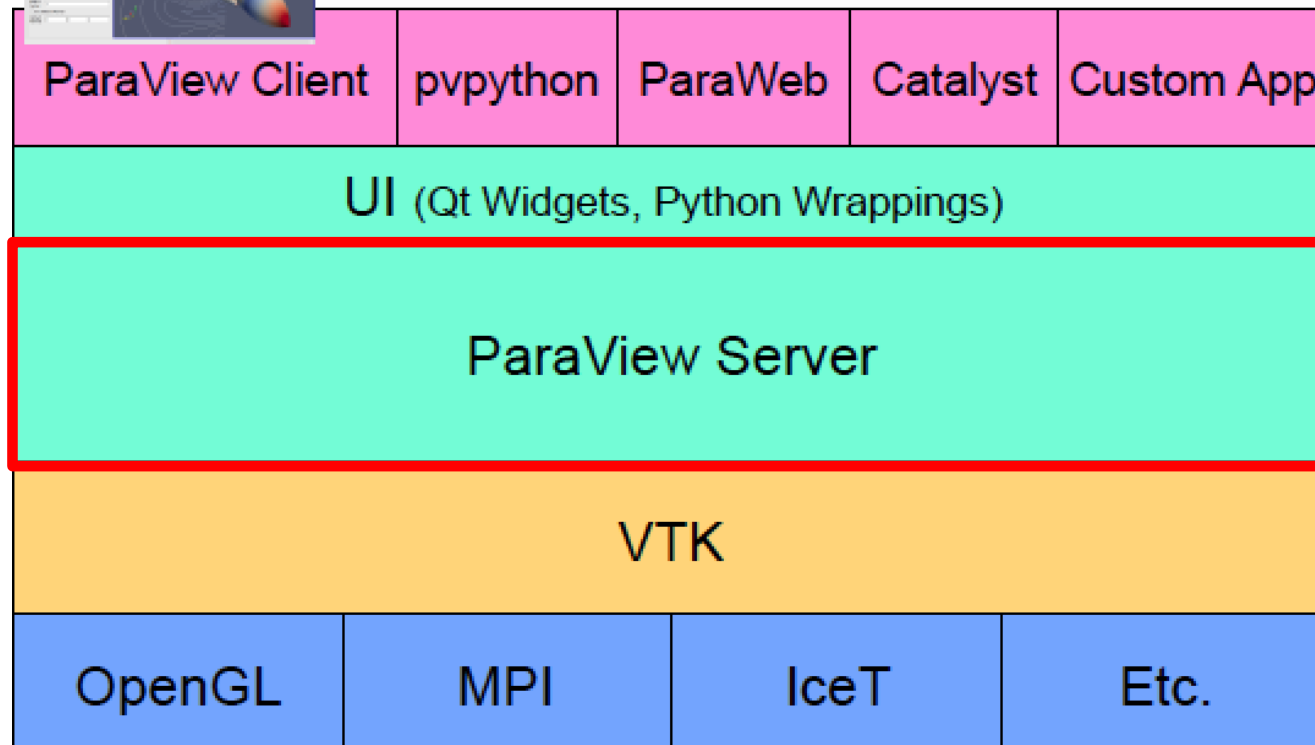 ParaView Client pvpython ParaWeb Catalyst Custom App
UI (Qt Widgets, Python Wrappings)
ParaView Server
VTK
OpenGL MPI IceT Etc.